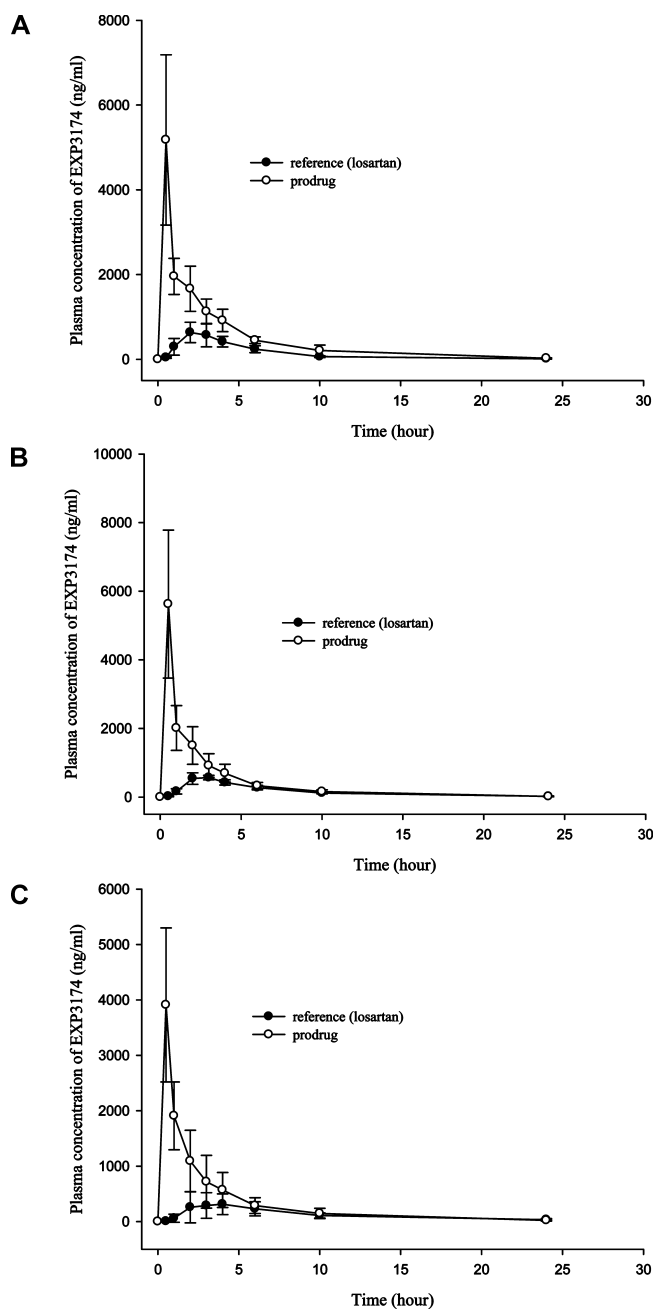 A
Plasma concentration of EXP3174 (ng/ml)
8000
6000
4000
2000
0
reference (losartan)
prodrug
0 5 10 15 20 25 30
Time (hour)
B
Plasma concentration of EXP3174 (ng/ml)
10000
8000
6000
4000
2000
0
reference (losartan)
prodrug
0 5 10 15 20 25 30
Time (hour)
C
Plasma concentration of EXP3174 (ng/ml)
6000
5000
4000
3000
2000
1000
0
reference (losartan)
prodrug
0 5 10 15 20 25 30
Time (hour)